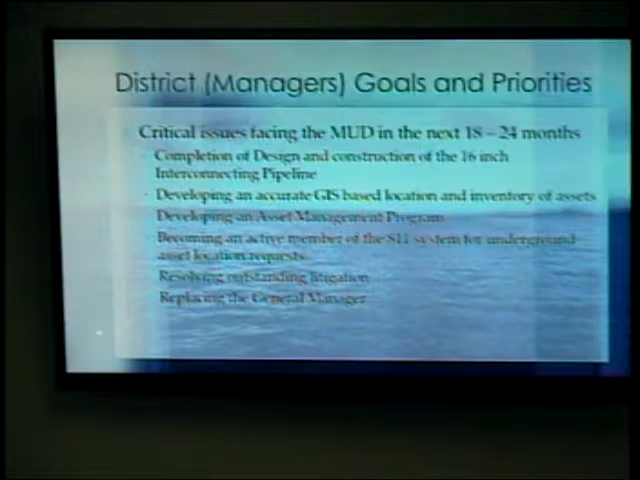 District (Managers) Goals and Priorities
Critical issues facing the MUD in the next 18 – 24 months
Completion of Design and construction of the 16 inch
Interconnecting Pipeline
Developing an accurate GIS based location and inventory of assets
Developing an Asset Management Program
Becoming an active member of the 811 system for underground
asset location requests
Resolving outstanding litigation
Replacing the General Manager